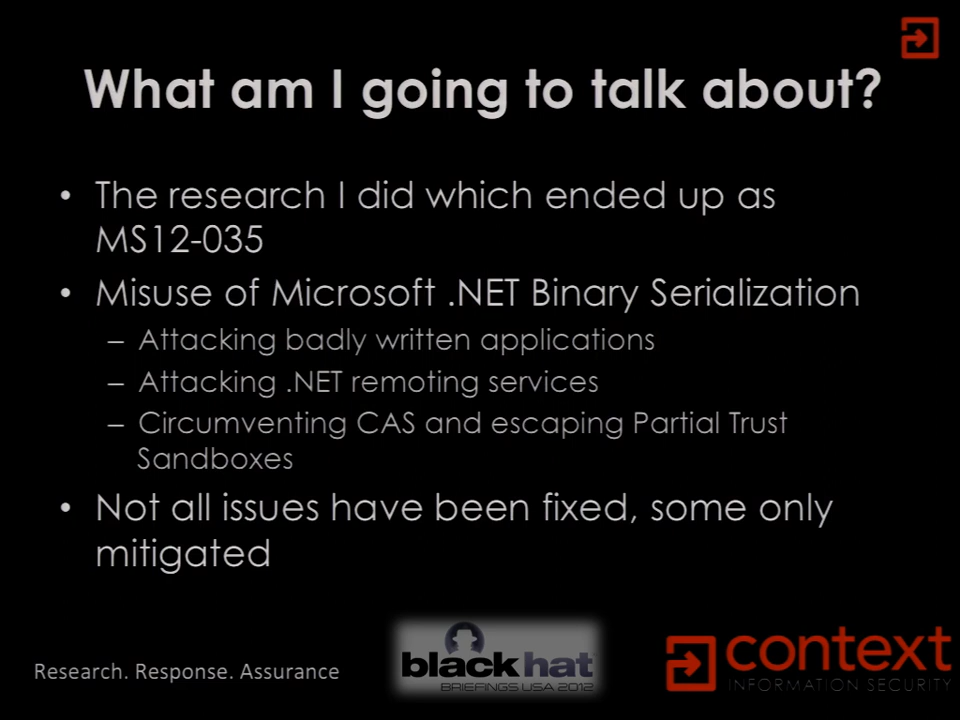 What am I going to talk about?
• The research I did which ended up as
MS12-035
• Misuse of Microsoft .NET Binary Serialization
– Attacking badly written applications
– Attacking .NET remoting services
– Circumventing CAS and escaping Partial Trust
Sandboxes
• Not all issues have been fixed, some only
mitigated
Research. Response. Assurance
black hat
BRIEFINGS USA 2012
context
INFORMATION SECURITY